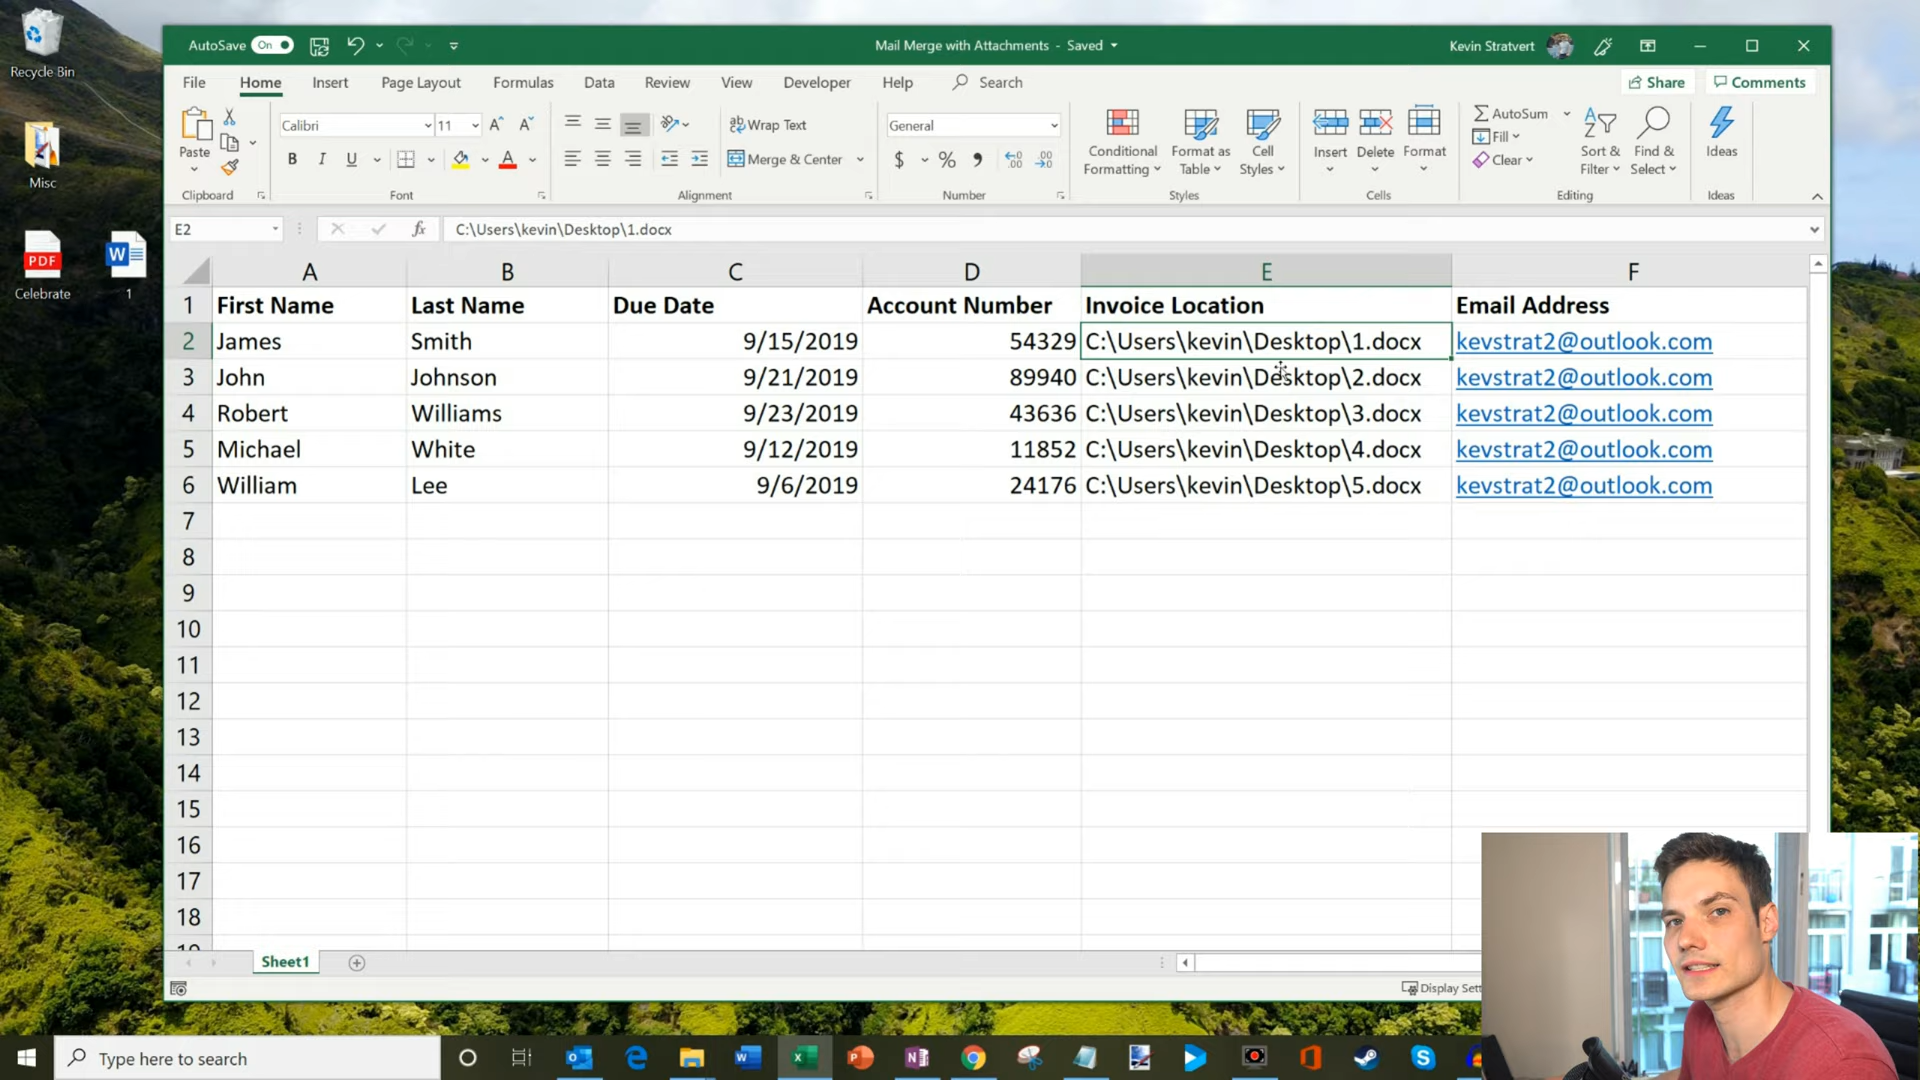 Recycle Bin
Misc
PDF
Celebrate
W
1
AutoSave On
Mail Merge with Attachments - Saved
Kevin Stratvert
File Home Insert Page Layout Formulas Data Review View Developer Help Search Share Comments
Paste
Clipboard
Calibri 11
B I U A
Font
Wrap Text
Merge & Center
Alignment
General
$ % ,
Number
Conditional Formatting
Format as Table
Cell Styles
Styles
Insert Delete Format
Cells
AutoSum
Fill
Clear
Sort & Filter
Find & Select
Editing
Ideas
Ideas
E2 fx C:\Users\kevin\Desktop\1.docx
A B C D E F
1 First Name Last Name Due Date Account Number Invoice Location Email Address
2 James Smith 9/15/2019 54329 C:\Users\kevin\Desktop\1.docx kevstrat2@outlook.com
3 John Johnson 9/21/2019 89940 C:\Users\kevin\Desktop\2.docx kevstrat2@outlook.com
4 Robert Williams 9/23/2019 43636 C:\Users\kevin\Desktop\3.docx kevstrat2@outlook.com
5 Michael White 9/12/2019 11852 C:\Users\kevin\Desktop\4.docx kevstrat2@outlook.com
6 William Lee 9/6/2019 24176 C:\Users\kevin\Desktop\5.docx kevstrat2@outlook.com
7
8
9
10
11
12
13
14
15
16
17
18
Sheet1
Display Sett
Type here to search